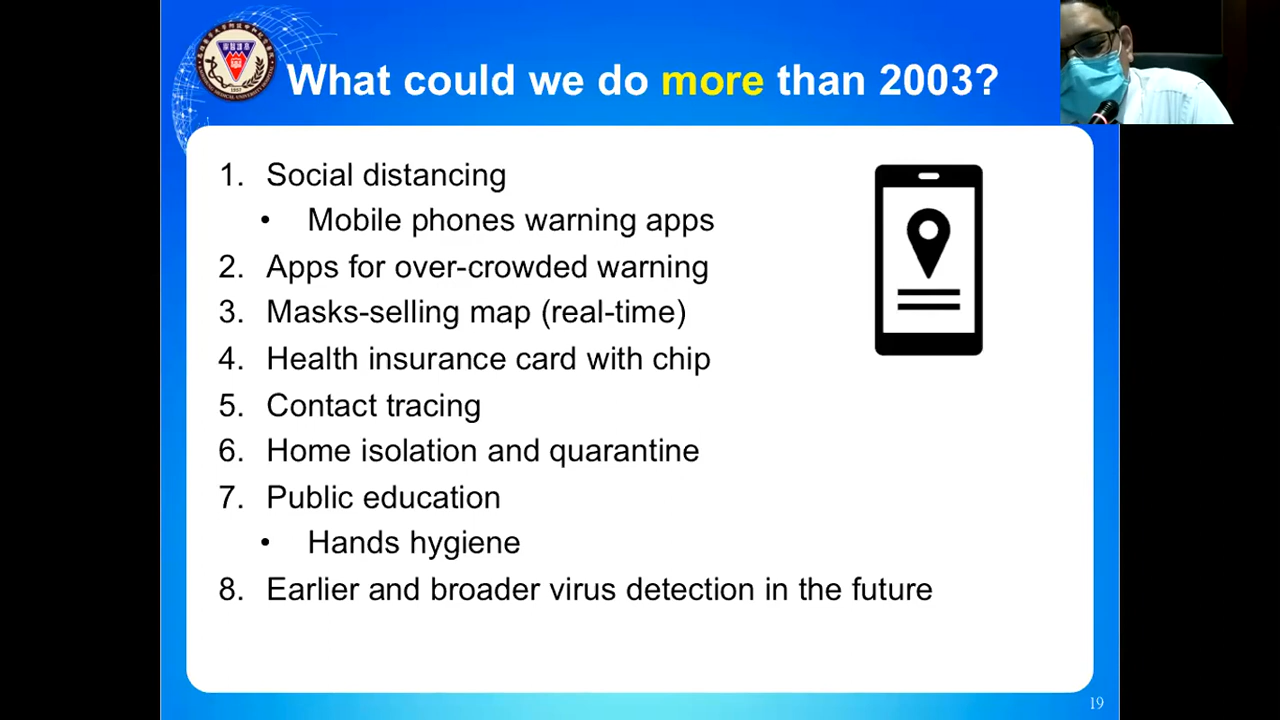 What could we do more than 2003?
1. Social distancing
• Mobile phones warning apps
2. Apps for over-crowded warning
3. Masks-selling map (real-time)
4. Health insurance card with chip
5. Contact tracing
6. Home isolation and quarantine
7. Public education
• Hands hygiene
8. Earlier and broader virus detection in the future
19